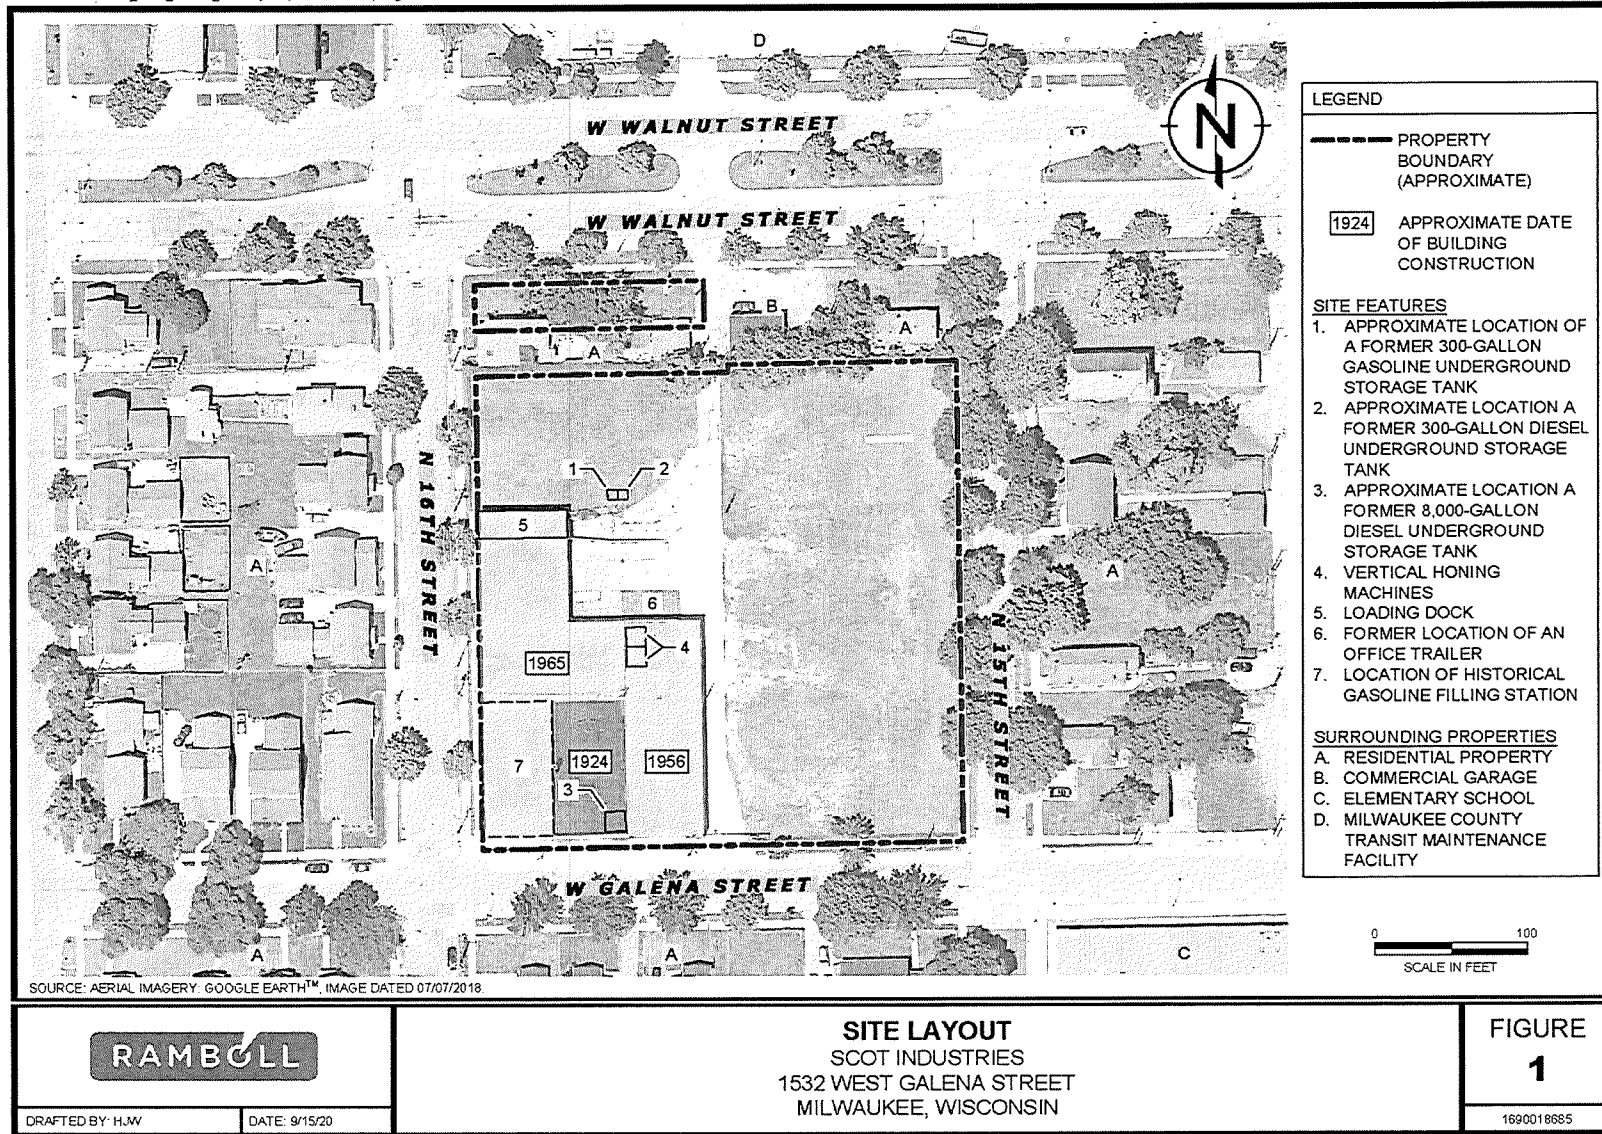 D
W WALNUT STREET
N
W WALNUT STREET
B
A
A
N 16TH STREET
1
2
5
A
6
A
4
1965
N 15TH STREET
7
1924
1956
3
W GALENA STREET
A
A
C
SOURCE: AERIAL IMAGERY: GOOGLE EARTH™, IMAGE DATED 07/07/2018.
LEGEND
PROPERTY
BOUNDARY
(APPROXIMATE)
1924
APPROXIMATE DATE
OF BUILDING
CONSTRUCTION
SITE FEATURES
1. APPROXIMATE LOCATION OF
A FORMER 300-GALLON
GASOLINE UNDERGROUND
STORAGE TANK
2. APPROXIMATE LOCATION A
FORMER 300-GALLON DIESEL
UNDERGROUND STORAGE
TANK
3. APPROXIMATE LOCATION A
FORMER 8,000-GALLON
DIESEL UNDERGROUND
STORAGE TANK
4. VERTICAL HONING
MACHINES
5. LOADING DOCK
6. FORMER LOCATION OF AN
OFFICE TRAILER
7. LOCATION OF HISTORICAL
GASOLINE FILLING STATION
SURROUNDING PROPERTIES
A. RESIDENTIAL PROPERTY
B. COMMERCIAL GARAGE
C. ELEMENTARY SCHOOL
D. MILWAUKEE COUNTY
TRANSIT MAINTENANCE
FACILITY
0 100
SCALE IN FEET
RAMBOLL
DRAFTED BY: HJW
DATE: 9/15/20
SITE LAYOUT
SCOT INDUSTRIES
1532 WEST GALENA STREET
MILWAUKEE, WISCONSIN
FIGURE
1
1690018685